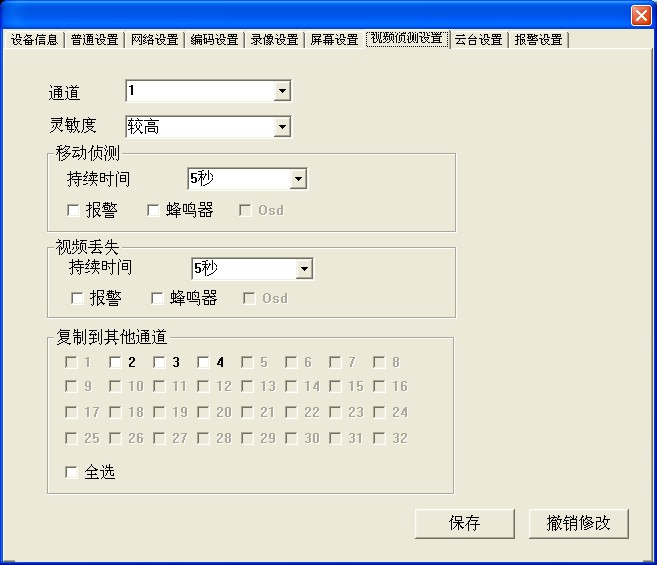 设备信息 普通设置 网络设置 编码设置 录像设置 屏幕设置 视频侦测设置 云台设置 报警设置
通道 1
灵敏度 较高
移动侦测
持续时间 5秒
报警 蜂鸣器 Osd
视频丢失
持续时间 5秒
报警 蜂鸣器 Osd
复制到其他通道
1 2 3 4 5 6 7 8
9 10 11 12 13 14 15 16
17 18 19 20 21 22 23 24
25 26 27 28 29 30 31 32
全选
保存 撤销修改